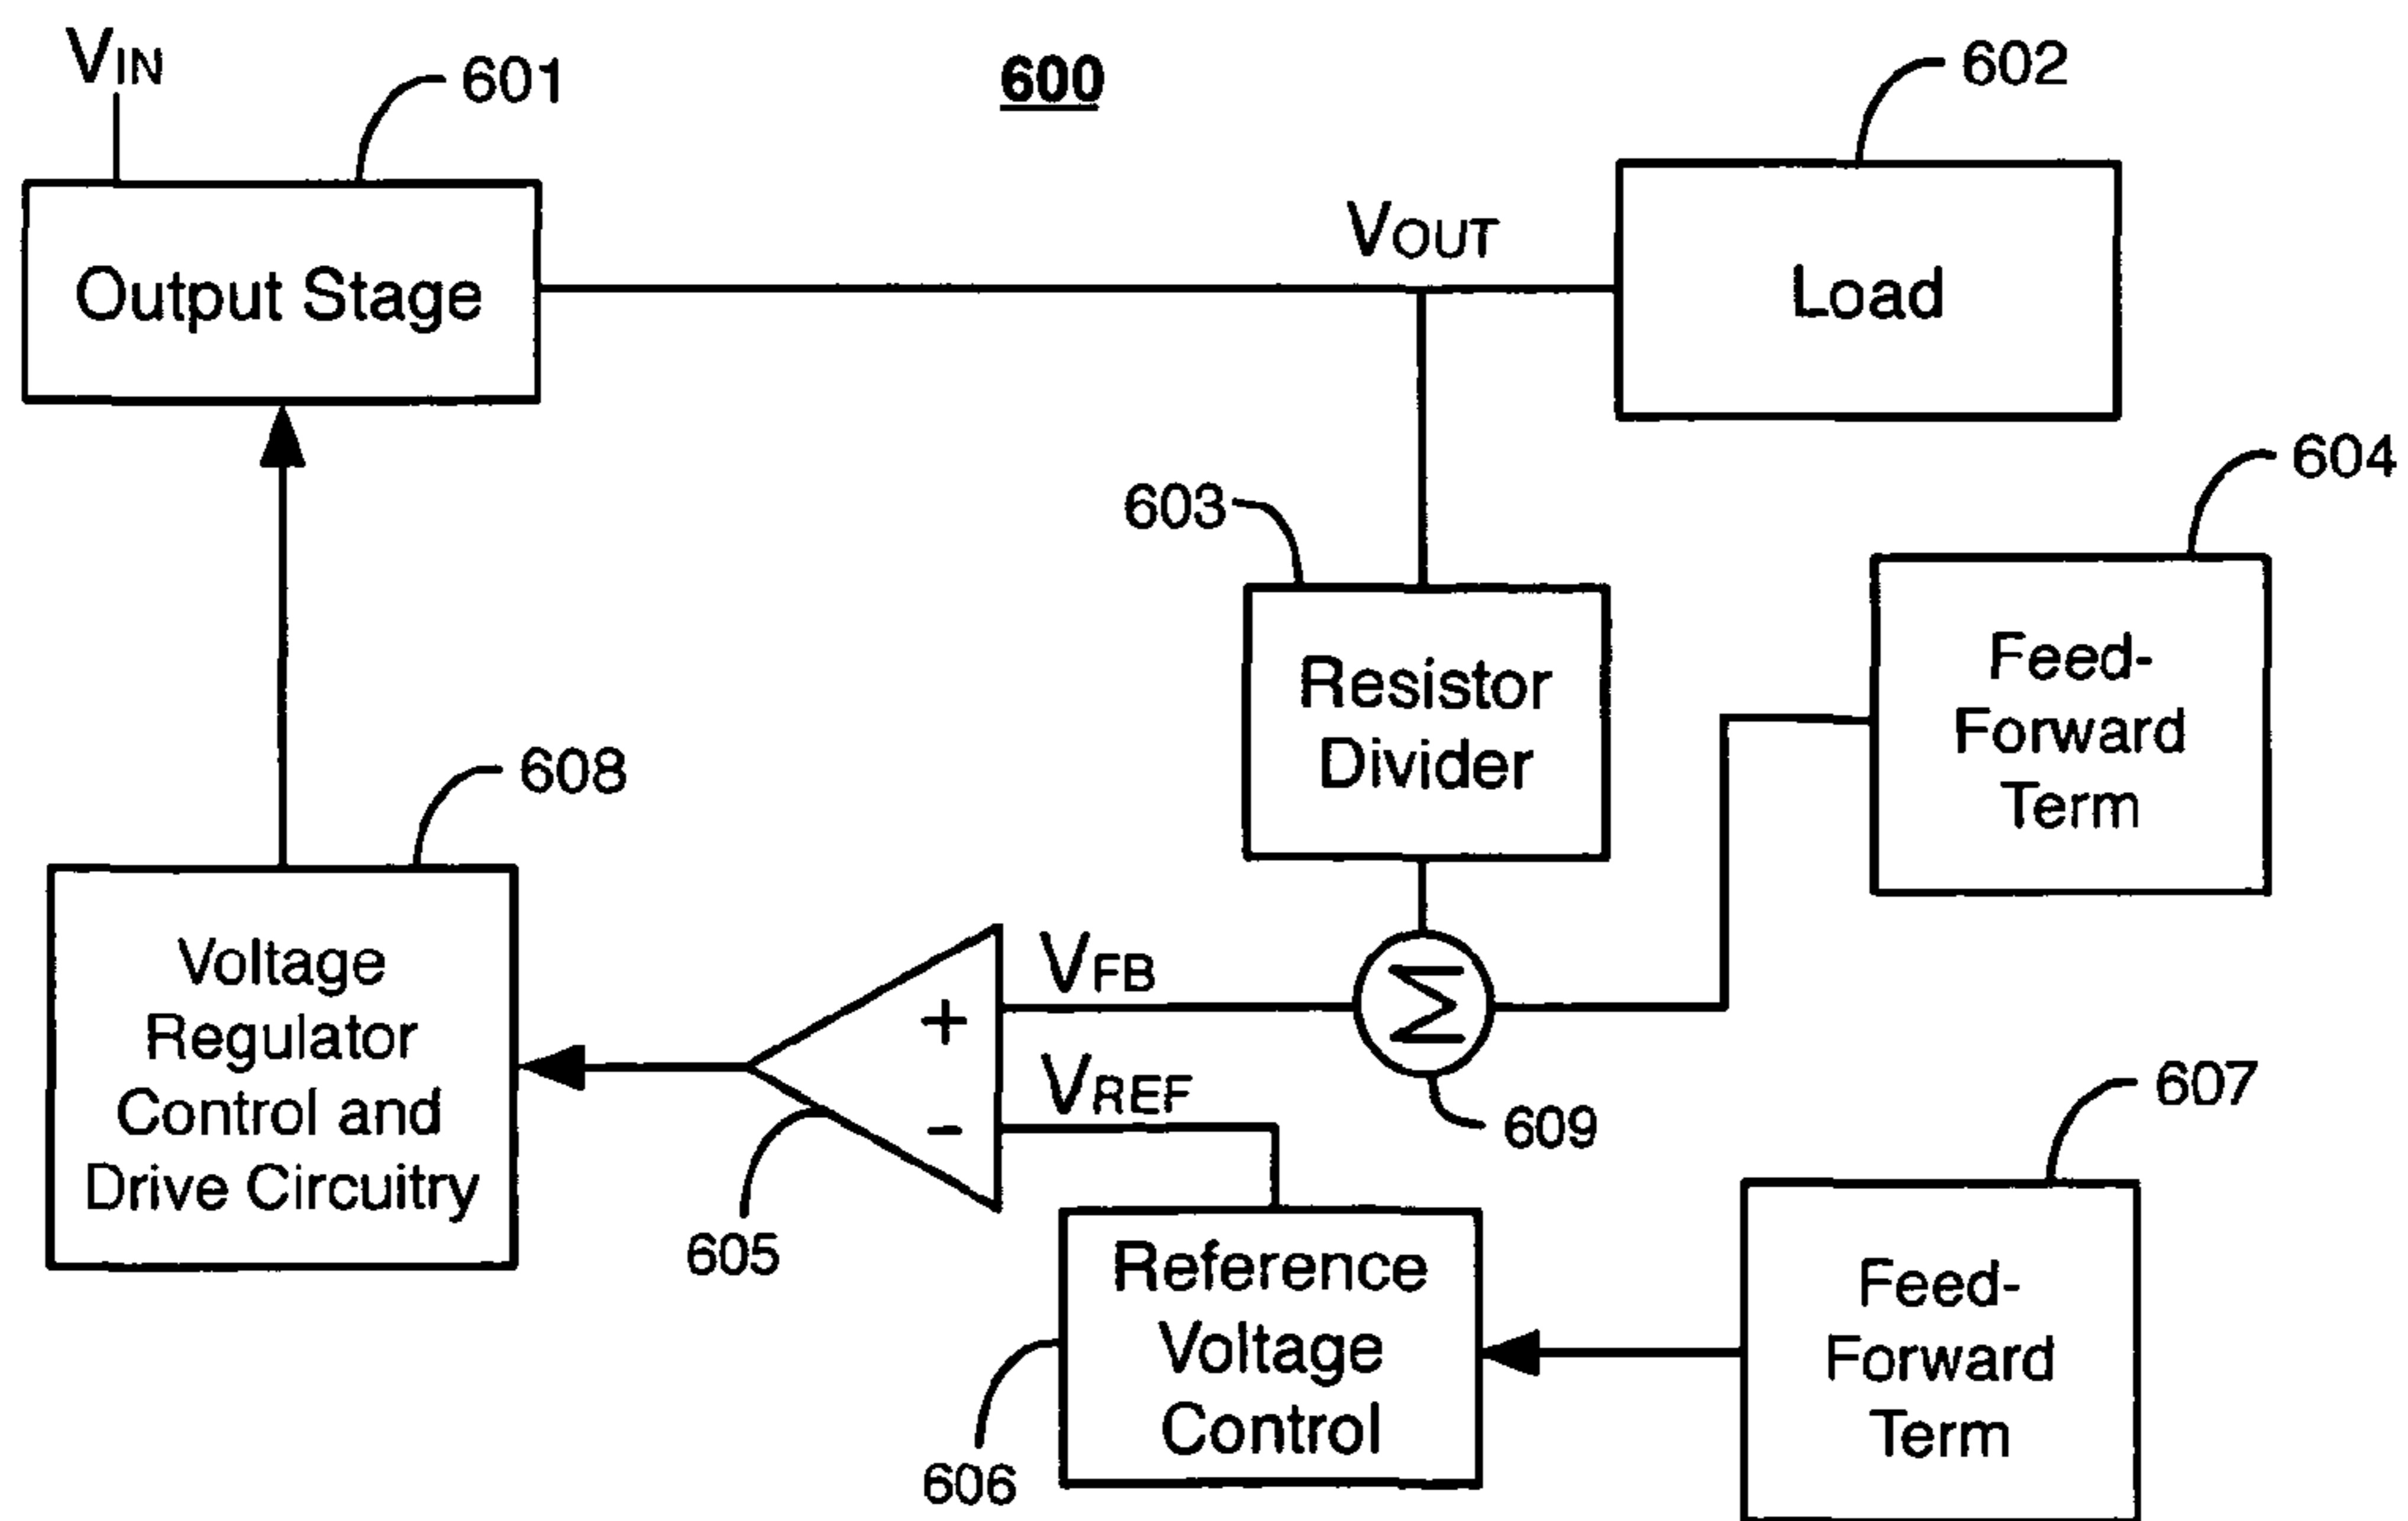 VIN
601
600
602
Output Stage
VOUT
Load
603
604
Resistor
Divider
Feed-
Forward
Term
608
Voltage
Regulator
Control and
Drive Circuitry
+
VFB
Σ
-
VREF
609
605
607
Reference
Voltage
Control
606
Feed-
Forward
Term